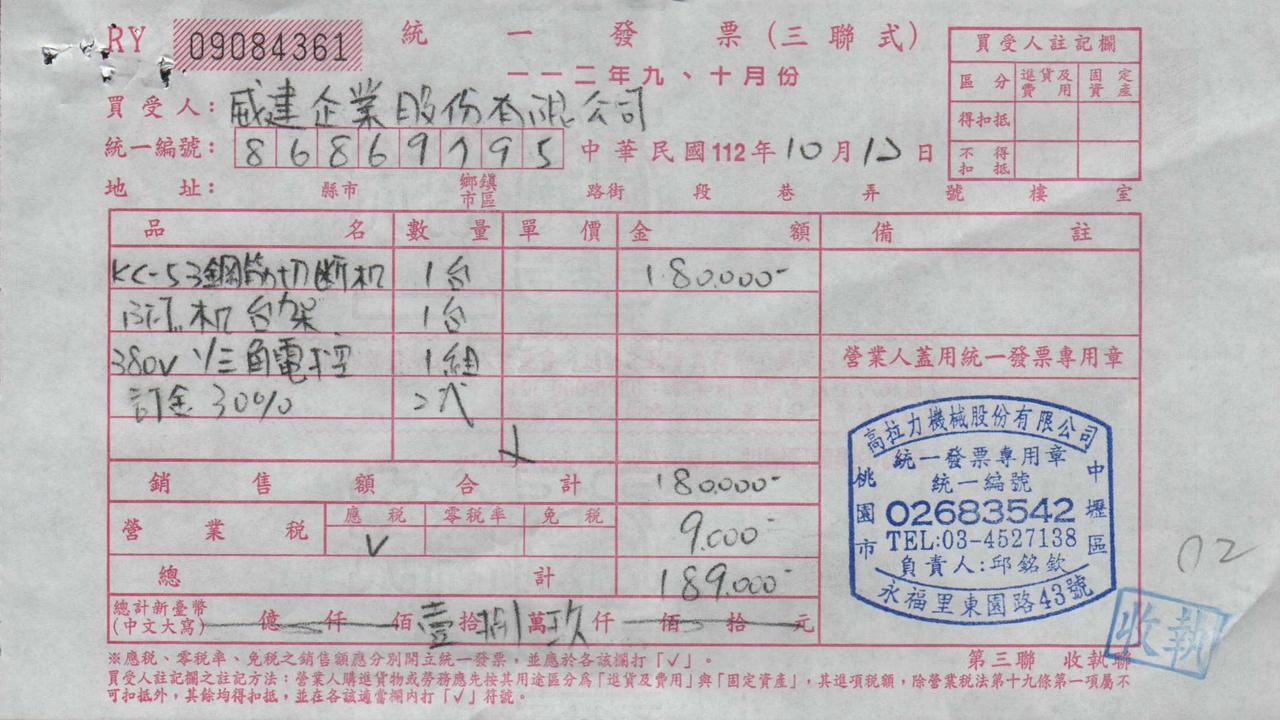 RY 09084361 統一發票(三聯式)
一一二年九、十月份
買受人註記欄
區分 進貨及費用 固定資產
得扣抵
不得扣抵
買受人: 威建企業股份有限公司
統一編號: 86869795 中華民國112年10月12日
地址: 縣市 鄉鎮市區 路街 段 巷 弄 號 樓 室
品名 數量 單價 金額 備註
KC-53鋼筋切断机 1台 180.000-
机台架 1台
380V Y/三角電控 1組
營業人蓋用統一發票專用章
訂金30%
銷售額合計 180.000-
營業稅 應稅 零稅率 免稅
V 9.000-
總計 189.000-
總計新臺幣(中文大寫) 億 仟 佰 壹 拾 捌 萬 玖 仟 佰 拾 元
高拉力機械股份有限公司
統一發票專用章
統一編號
02683542
TEL:03-4527138
負責人:邱銘欽
桃園市 中壢區
永福里東園路43號
02
收執
※應稅、零稅率、免稅之銷售額應分別開立統一發票,並應於各該欄打「✓」。
第三聯 收執聯
買受人註記欄之註記方法:營業人購進貨物或勞務應先按其用途區分為「進貨及費用」與「固定資產」,其進項稅額,除營業稅法第十九條第一項屬不
可扣抵外,其餘均得扣抵,並在各該適當欄內打「✓」符號。